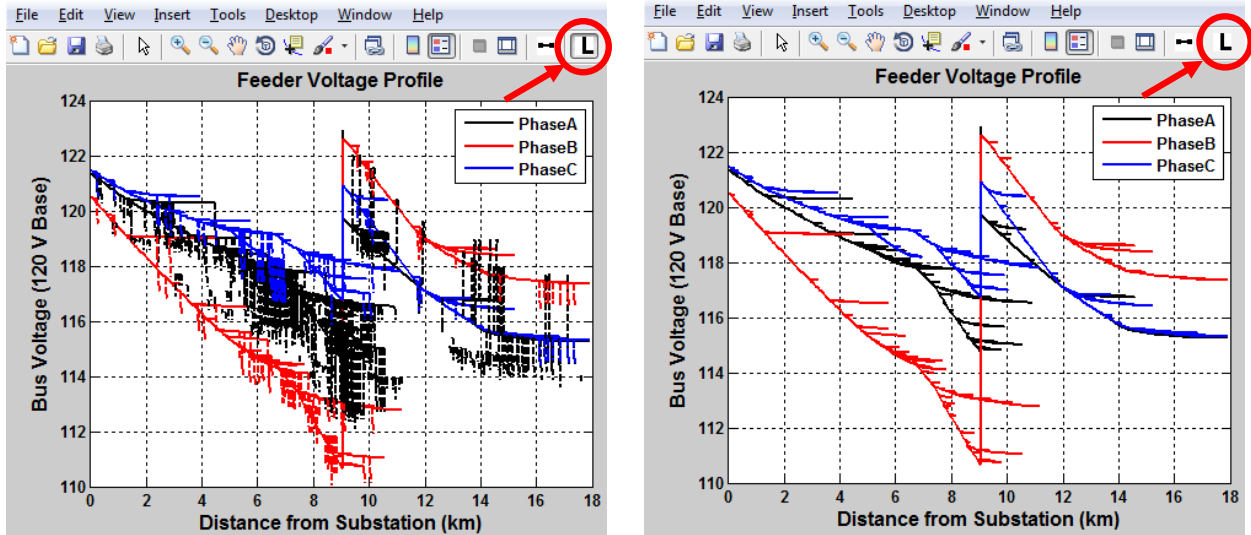 File Edit View Insert Tools Desktop Window Help
L
Feeder Voltage Profile
PhaseA
PhaseB
PhaseC
Bus Voltage (120 V Base)
124
122
120
118
116
114
112
110
0 2 4 6 8 10 12 14 16 18
Distance from Substation (km)
File Edit View Insert Tools Desktop Window Help
L
Feeder Voltage Profile
PhaseA
PhaseB
PhaseC
Bus Voltage (120 V Base)
124
122
120
118
116
114
112
110
0 2 4 6 8 10 12 14 16 18
Distance from Substation (km)